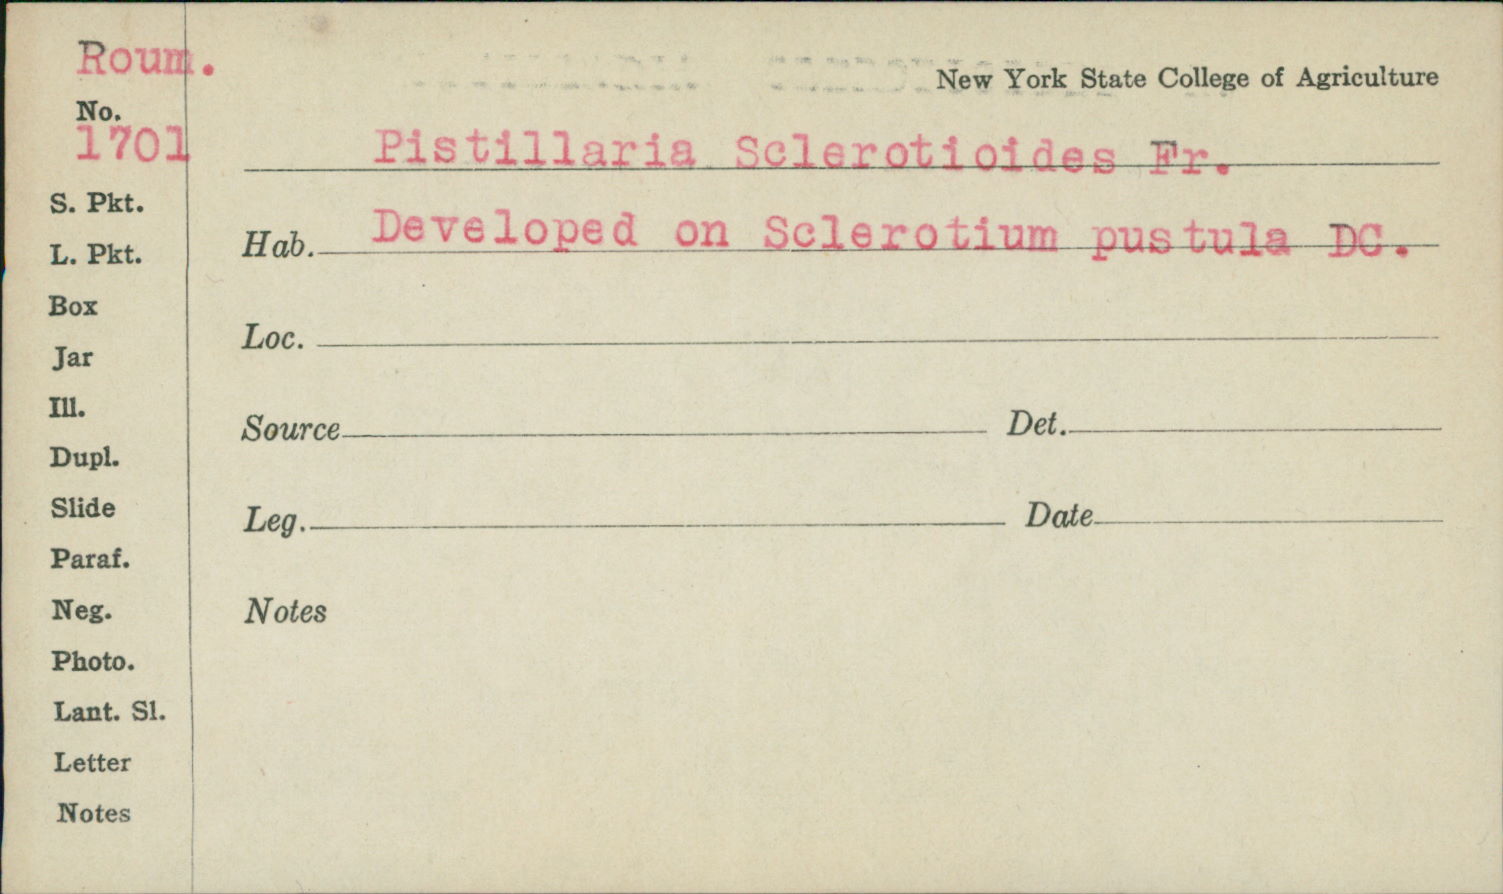 Roum.
New York State College of Agriculture
No.
1701
Pistillaria Sclerotioides Fr.
S. Pkt.
Hab. Developed on Sclerotium pustula DC.
L. Pkt.
Box
Loc.
Jar
Ill.
Source Det.
Dupl.
Slide
Leg. Date
Paraf.
Neg.
Notes
Photo.
Lant. Sl.
Letter
Notes